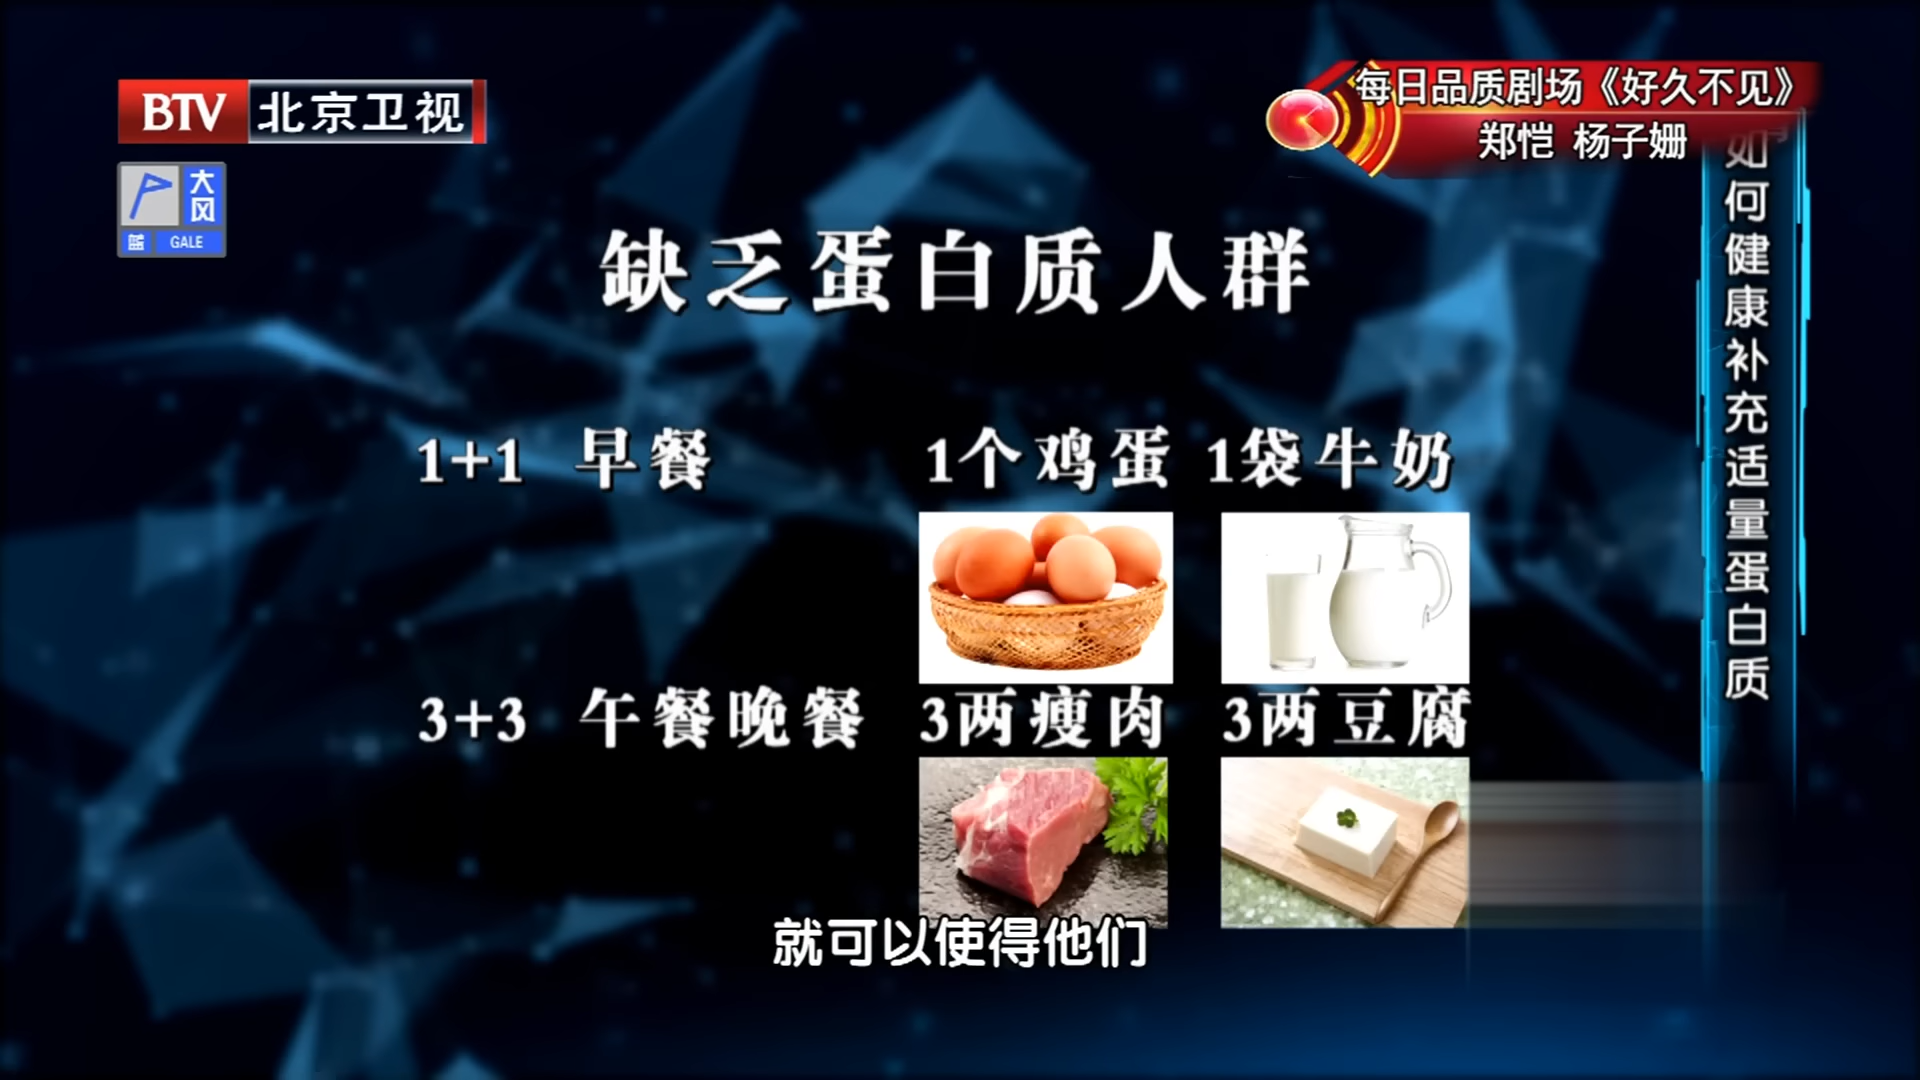 BTV 北京卫视
大风
蓝 GALE
每日品质剧场《好久不见》
郑恺 杨子姗
如何健康补充适量蛋白质
缺乏蛋白质人群
1+1 早餐 1个鸡蛋 1袋牛奶
3+3 午餐晚餐 3两瘦肉 3两豆腐
就可以使得他们